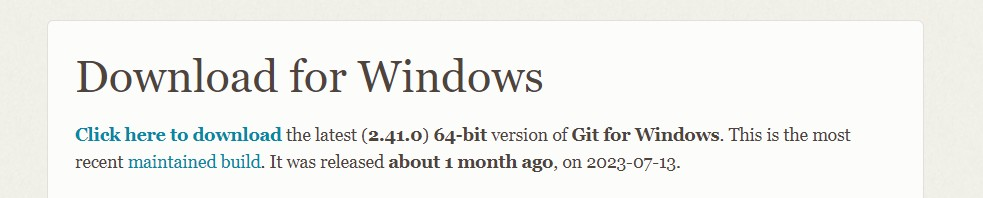 Download for Windows
Click here to download the latest (2.41.0) 64-bit version of Git for Windows. This is the most
recent maintained build. It was released about 1 month ago, on 2023-07-13.